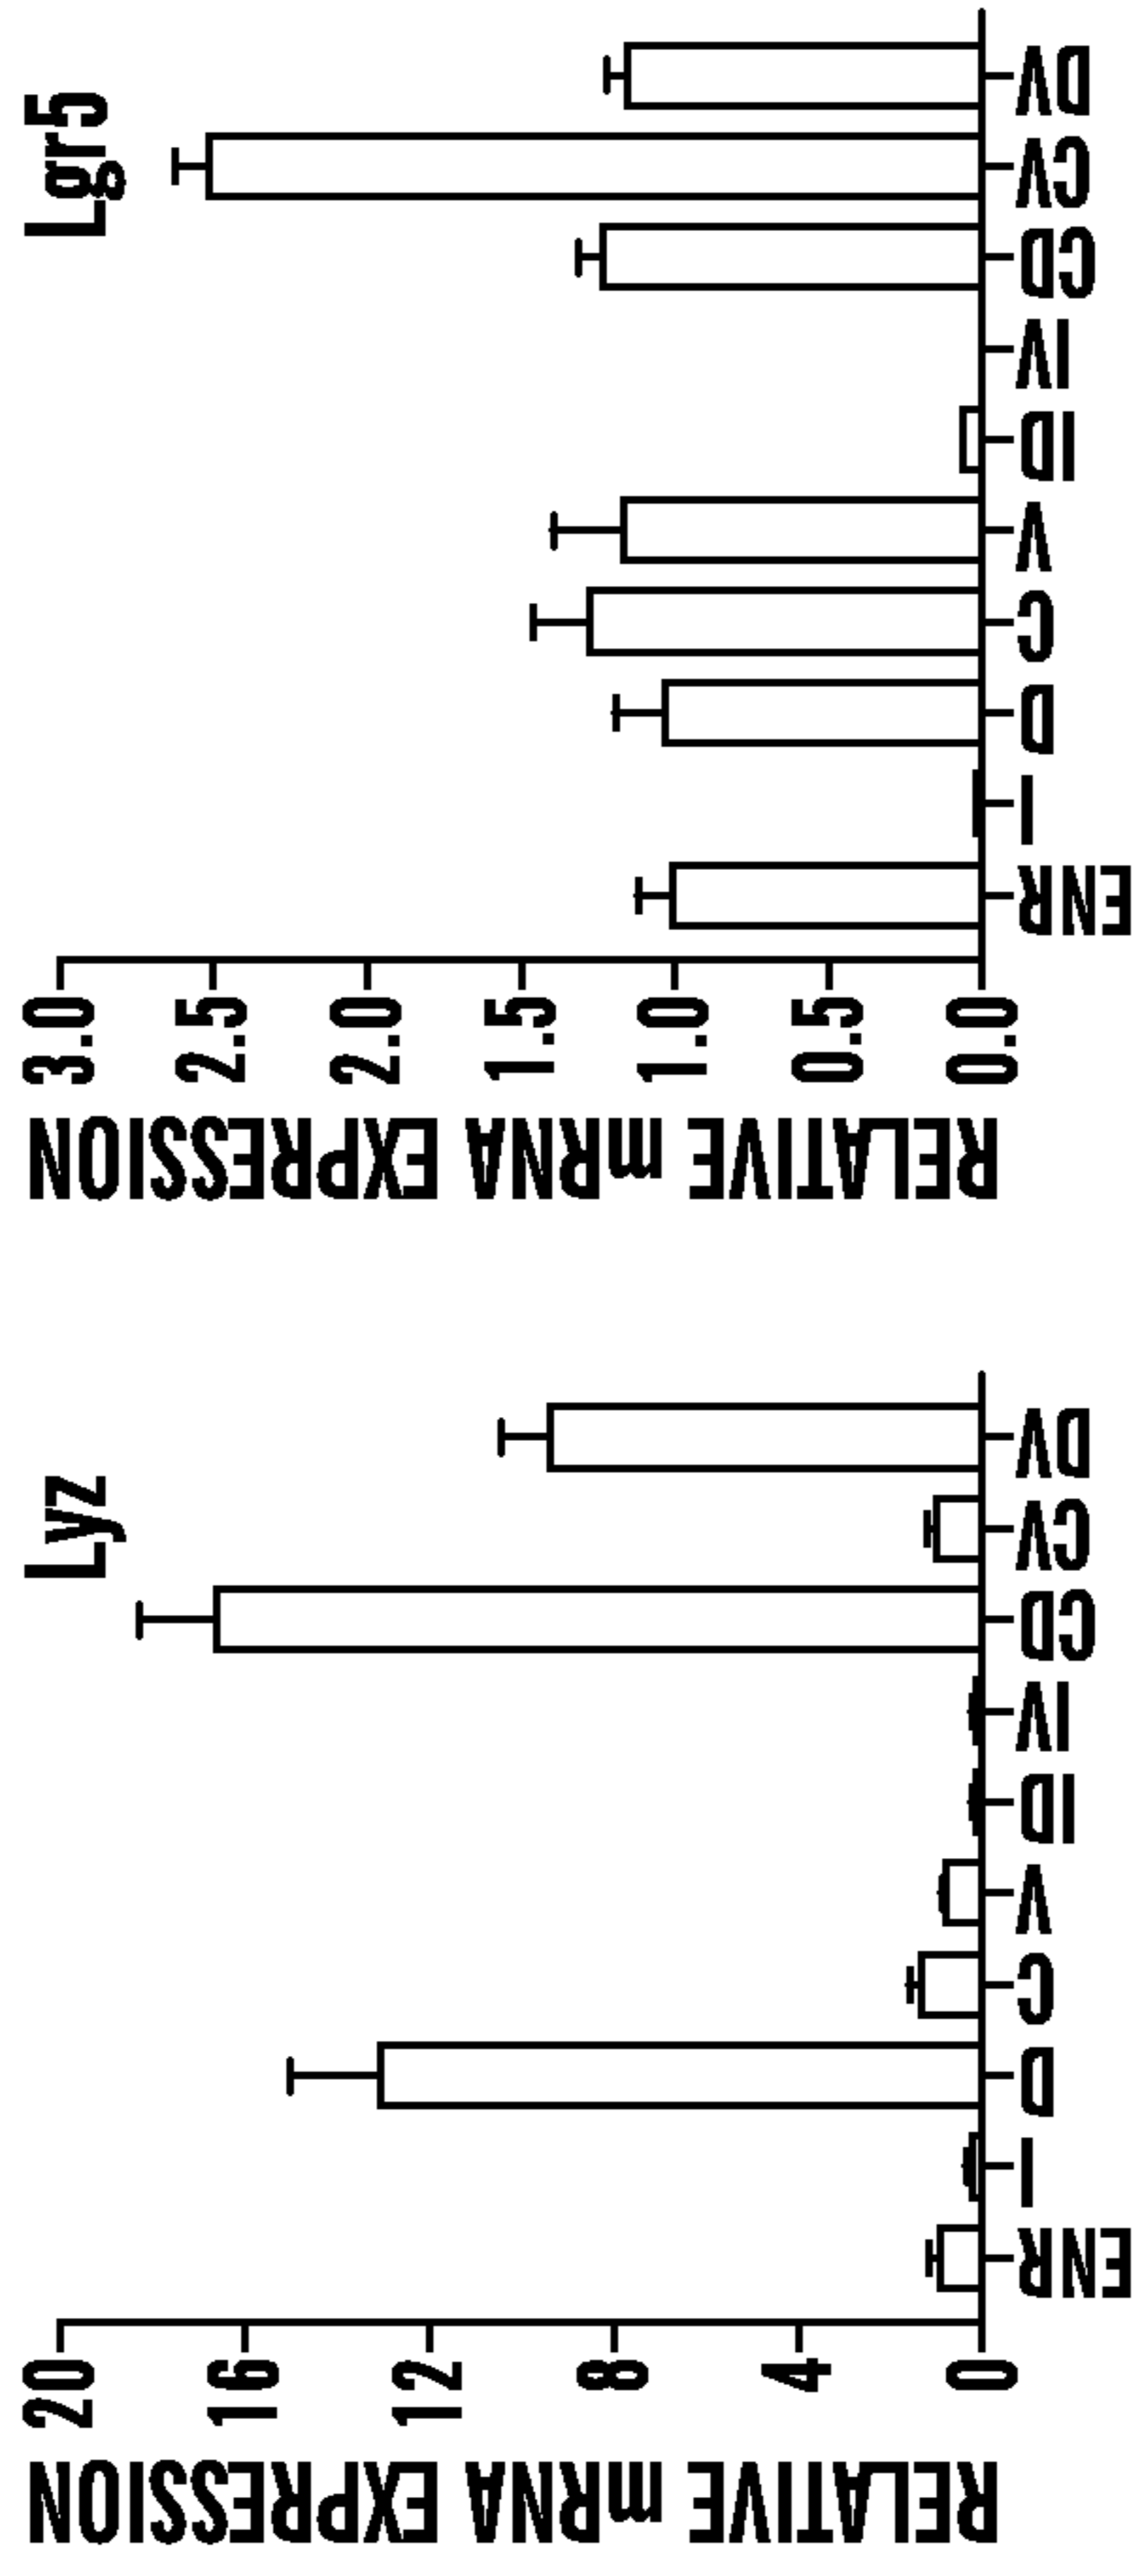 Lyz
RELATIVE mRNA EXPRESSION
20
16
12
8
4
0
ENR I D C V ID IV CD CV DV
Lgr5
RELATIVE mRNA EXPRESSION
3.0
2.5
2.0
1.5
1.0
0.5
0.0
ENR I D C V ID IV CD CV DV